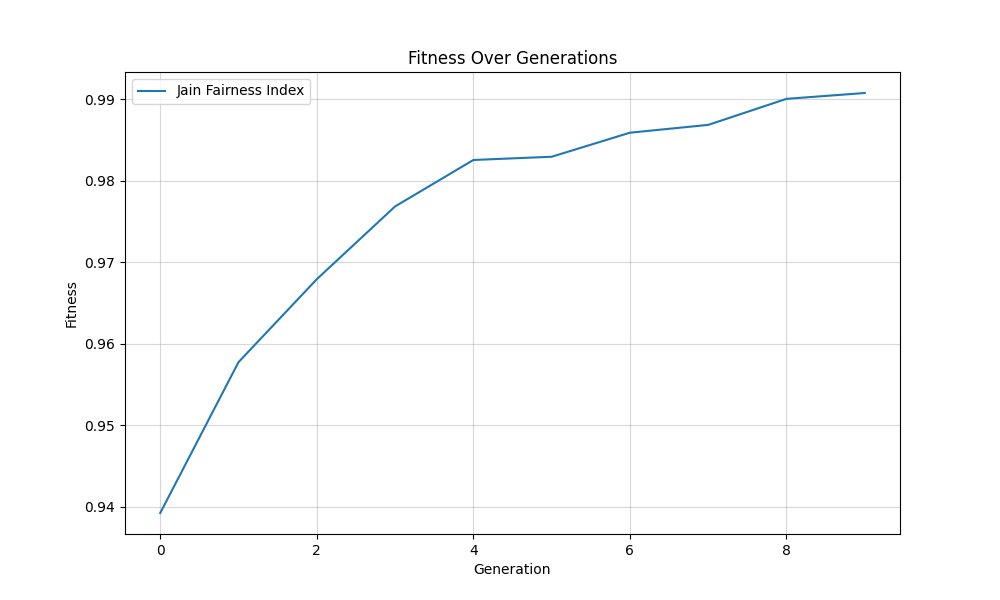 Fitness Over Generations
Jain Fairness Index
0.99
0.98
0.97
0.96
0.95
0.94
Fitness
0 2 4 6 8
Generation